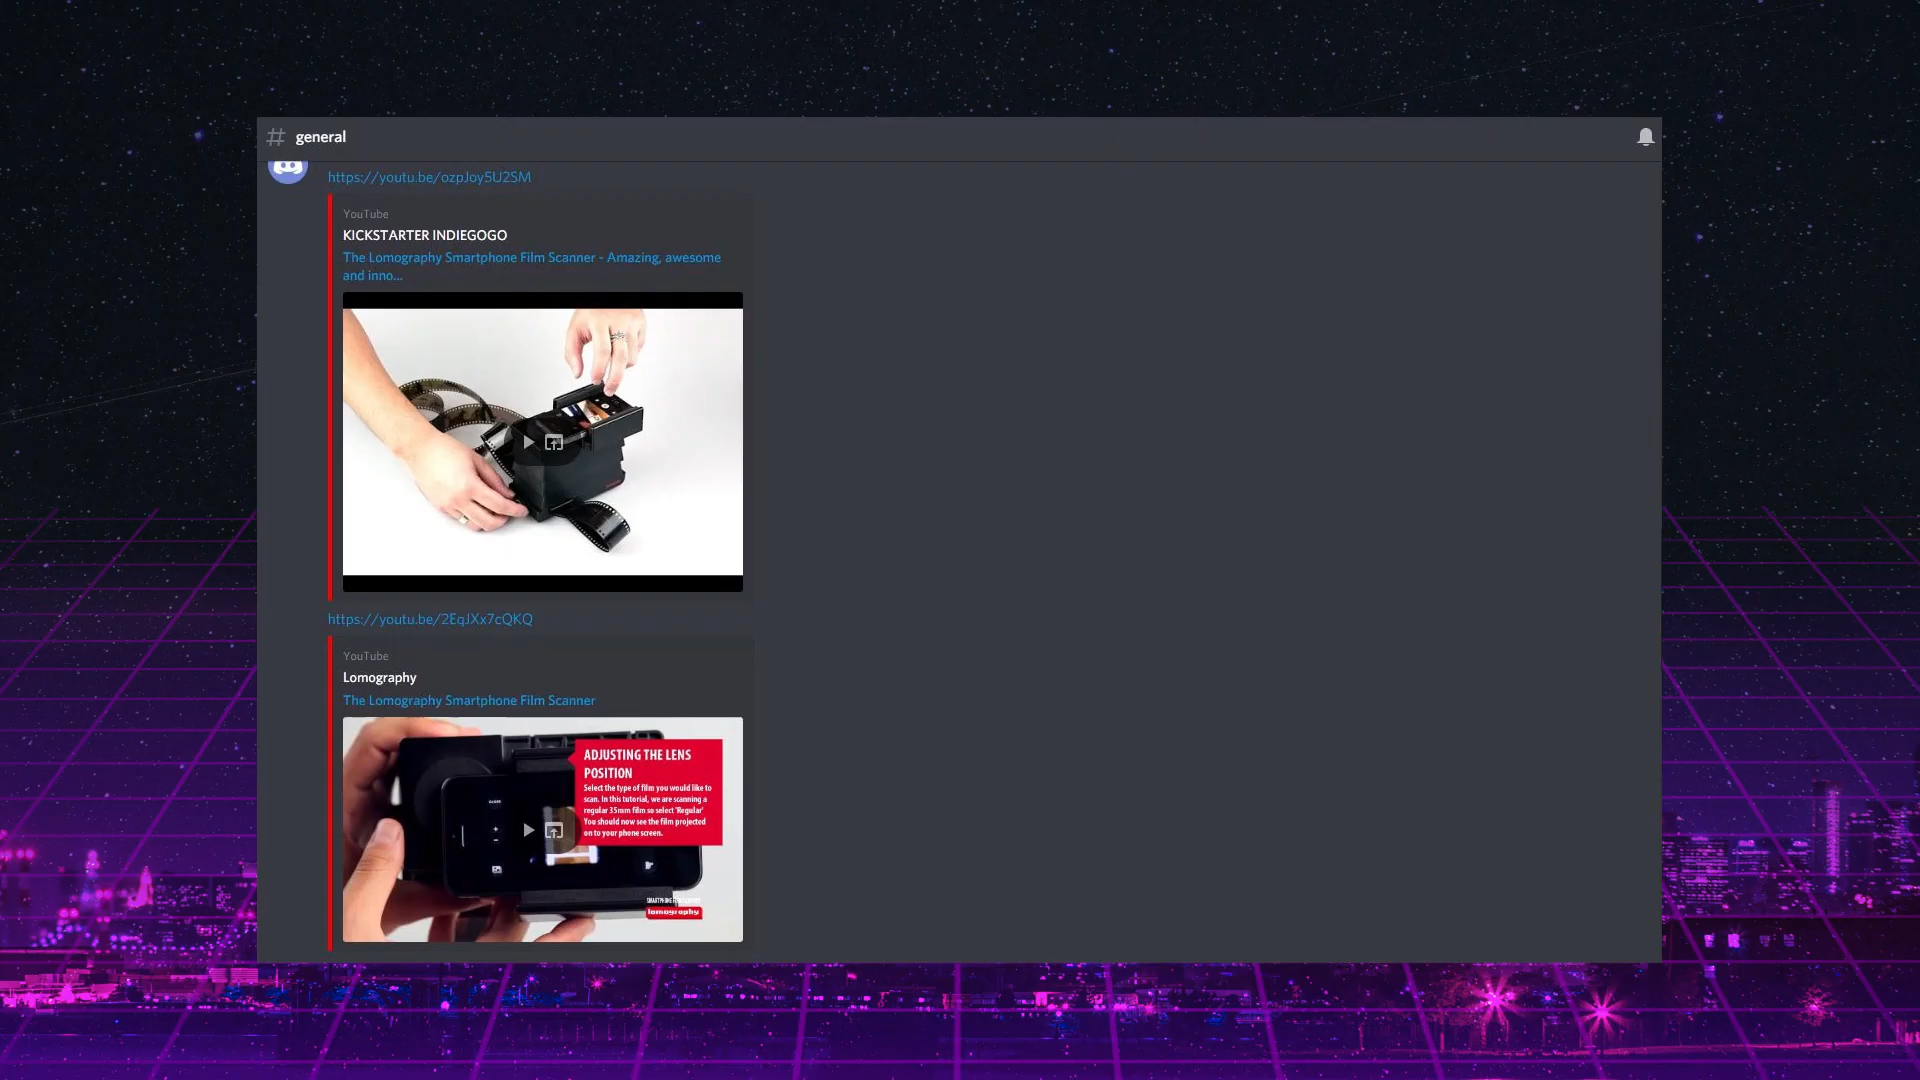 # general
https://youtu.be/ozpJoy5U2SM
YouTube
KICKSTARTER INDIEGOGO
The Lomography Smartphone Film Scanner - Amazing, awesome
and inno...
https://youtu.be/2EqJXx7cQKQ
YouTube
Lomography
The Lomography Smartphone Film Scanner
ADJUSTING THE LENS
POSITION
Select the type of film you would like to
scan. In this tutorial, we are scanning a
regular 35mm film so select 'Regular'
You should now see the film projected
on to your phone screen.
lomography